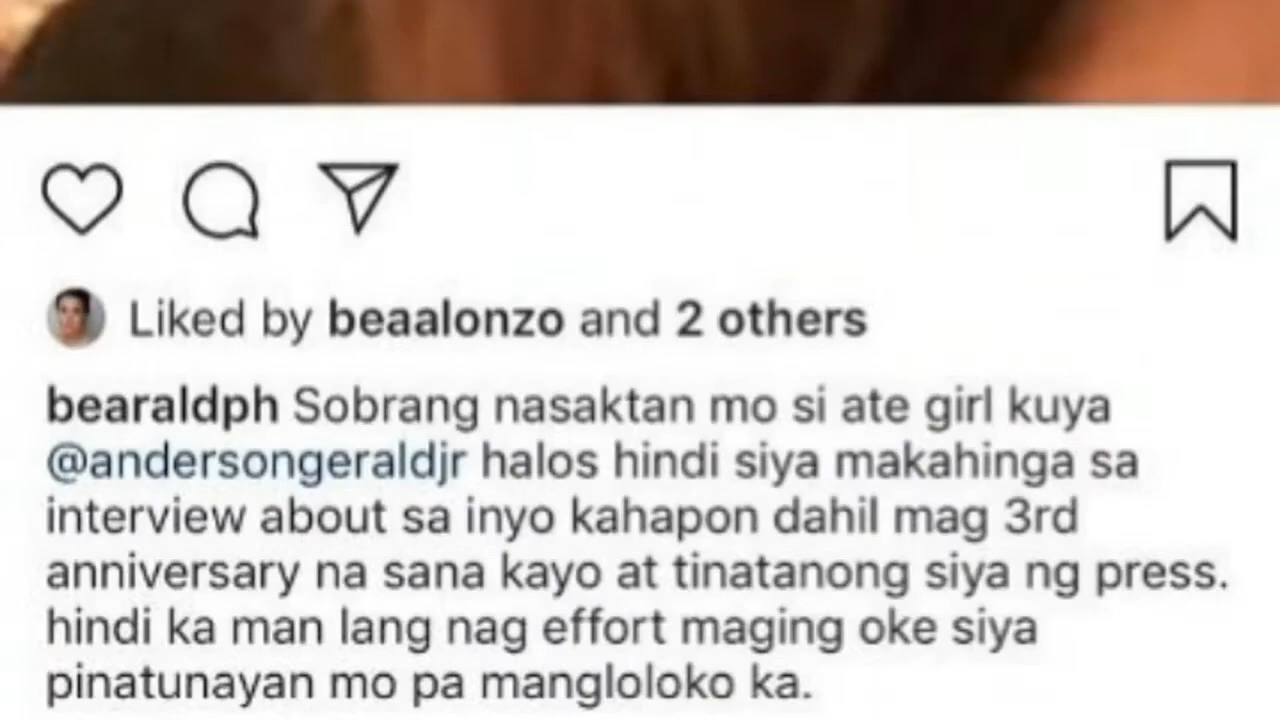 Liked by beaalonzo and 2 others
bearaldph Sobrang nasaktan mo si ate girl kuya
@andersongeraldjr halos hindi siya makahinga sa
interview about sa inyo kahapon dahil mag 3rd
anniversary na sana kayo at tinatanong siya ng press.
hindi ka man lang nag effort maging oke siya
pinatunayan mo pa mangloloko ka.